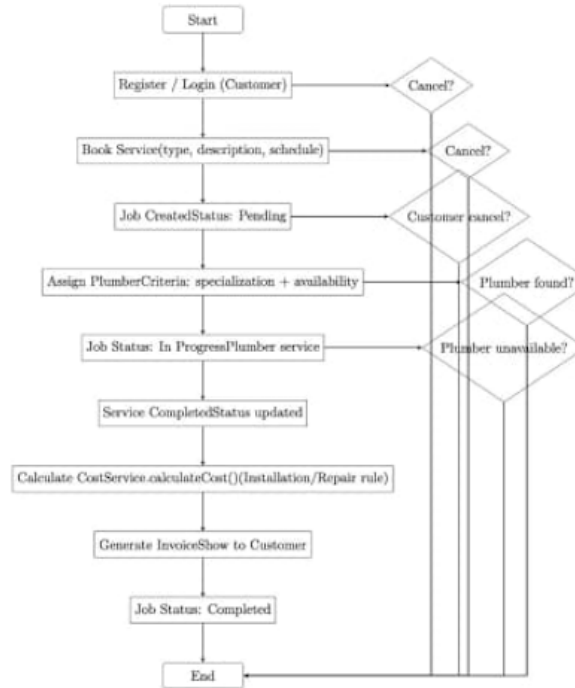 Start
Register / Login (Customer)
Cancel?
Book Service(type, description, schedule)
Cancel?
Job CreatedStatus: Pending
Customer cancel?
Assign PlumberCriteria: specialization + availability
Plumber found?
Job Status: In ProgressPlumber service
Plumber unavailable?
Service CompletedStatus updated
Calculate CostService.calculateCost()(Installation/Repair rule)
Generate InvoiceShow to Customer
Job Status: Completed
End